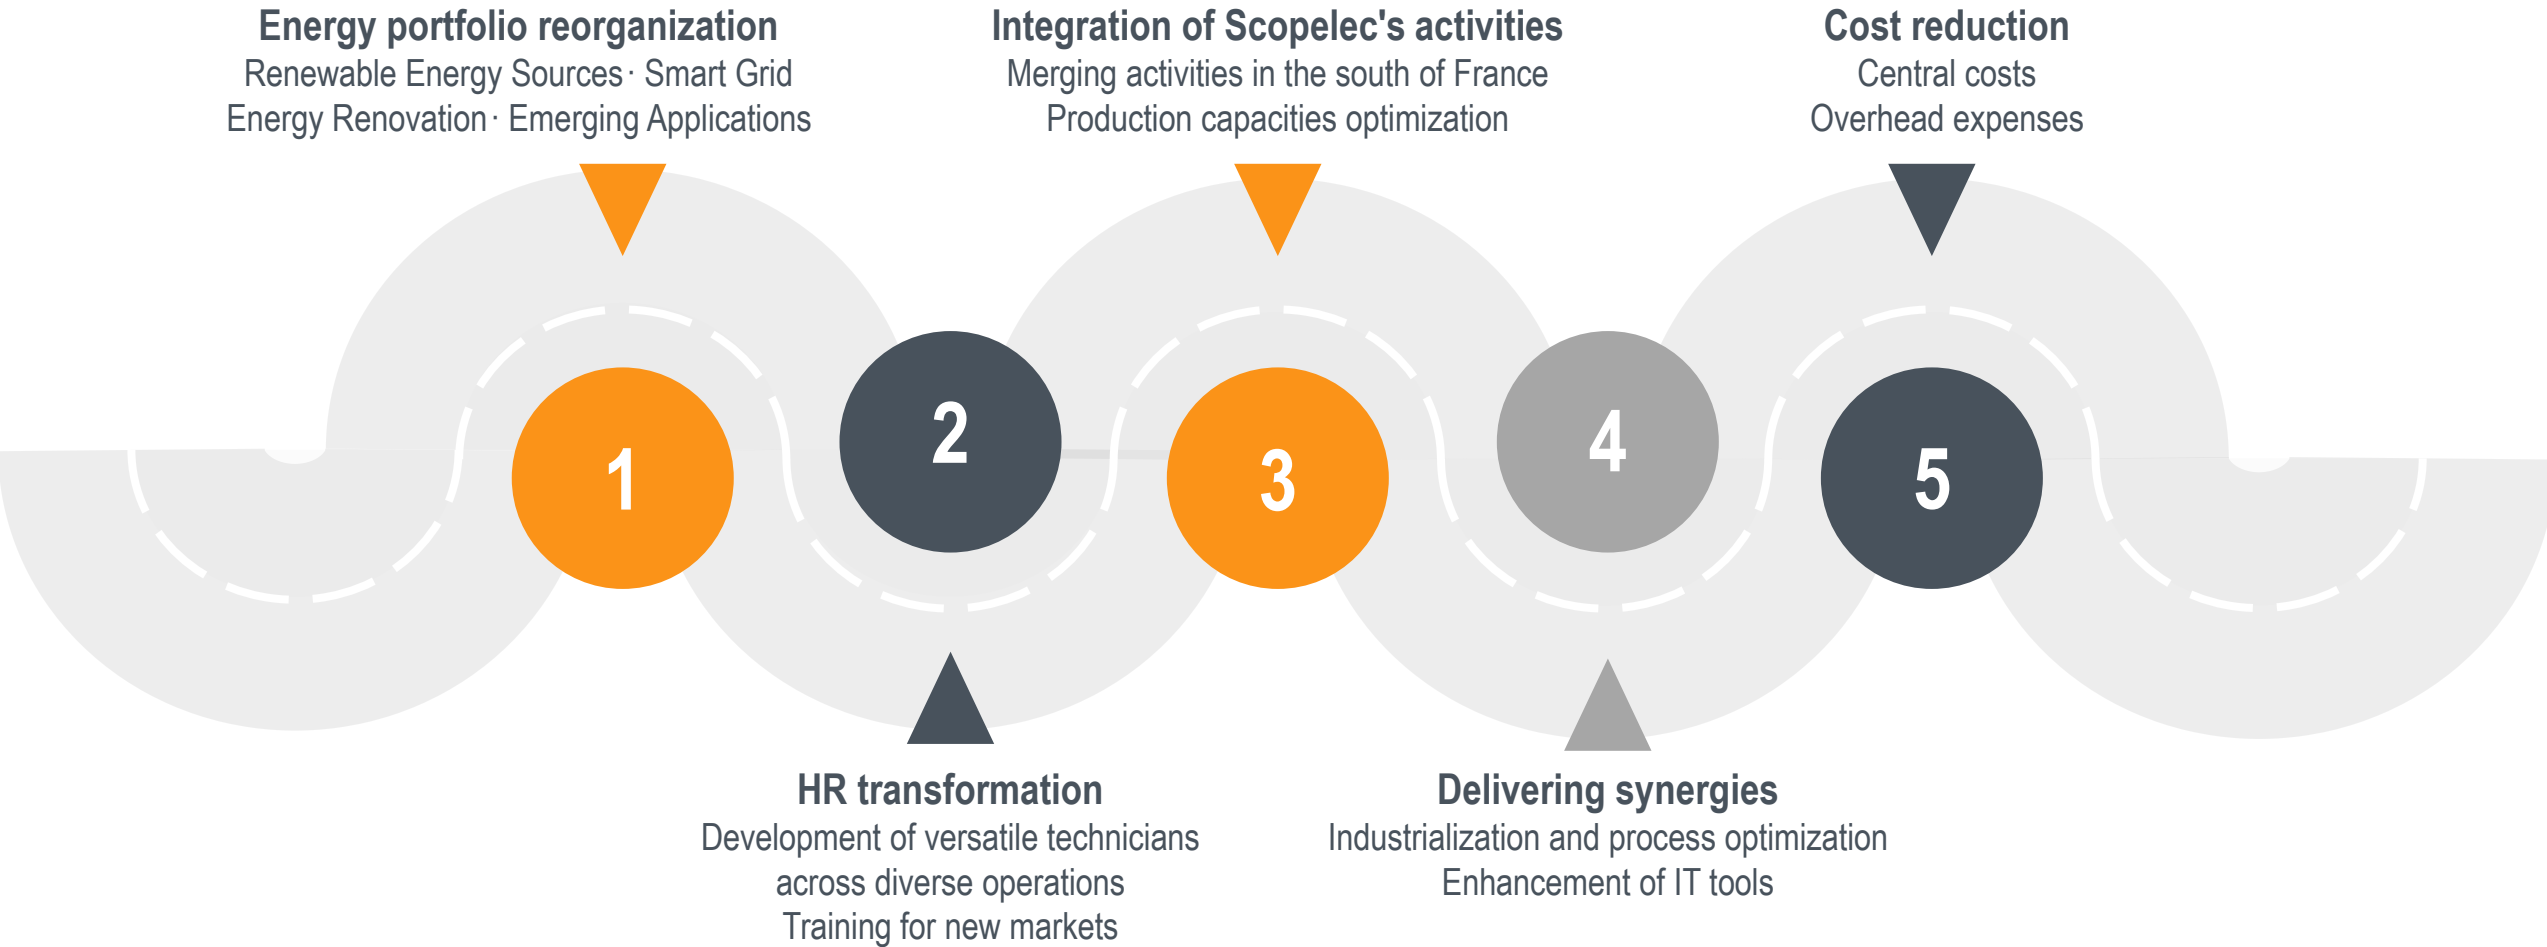 Energy portfolio reorganization
Renewable Energy Sources · Smart Grid
Energy Renovation · Emerging Applications
Integration of Scopelec's activities
Merging activities in the south of France
Production capacities optimization
Cost reduction
Central costs
Overhead expenses
1
2
3
4
5
HR transformation
Development of versatile technicians
across diverse operations
Training for new markets
Delivering synergies
Industrialization and process optimization
Enhancement of IT tools